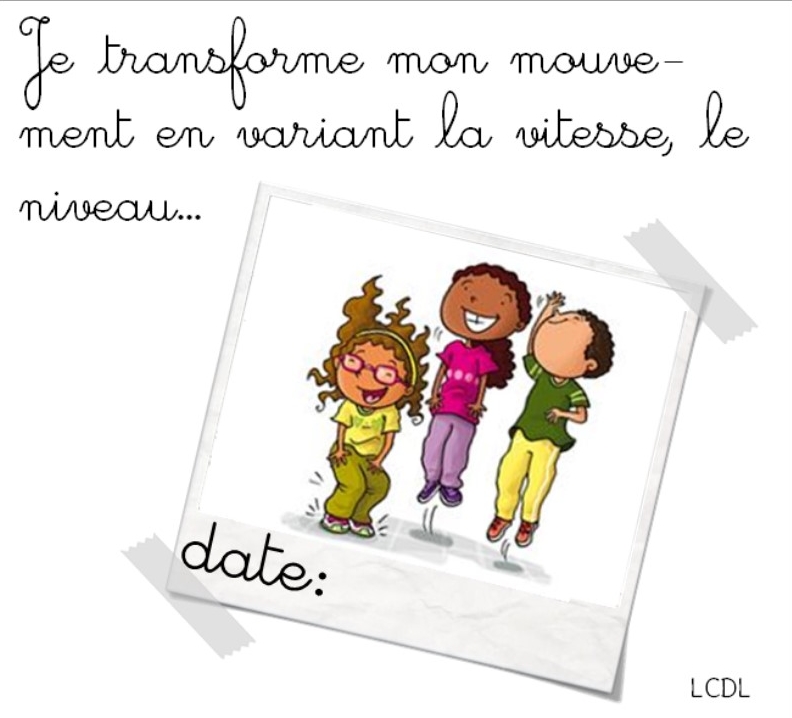 Je transforme mon mouve-
ment en variant la vitesse, le
niveau...
date:
LCDL